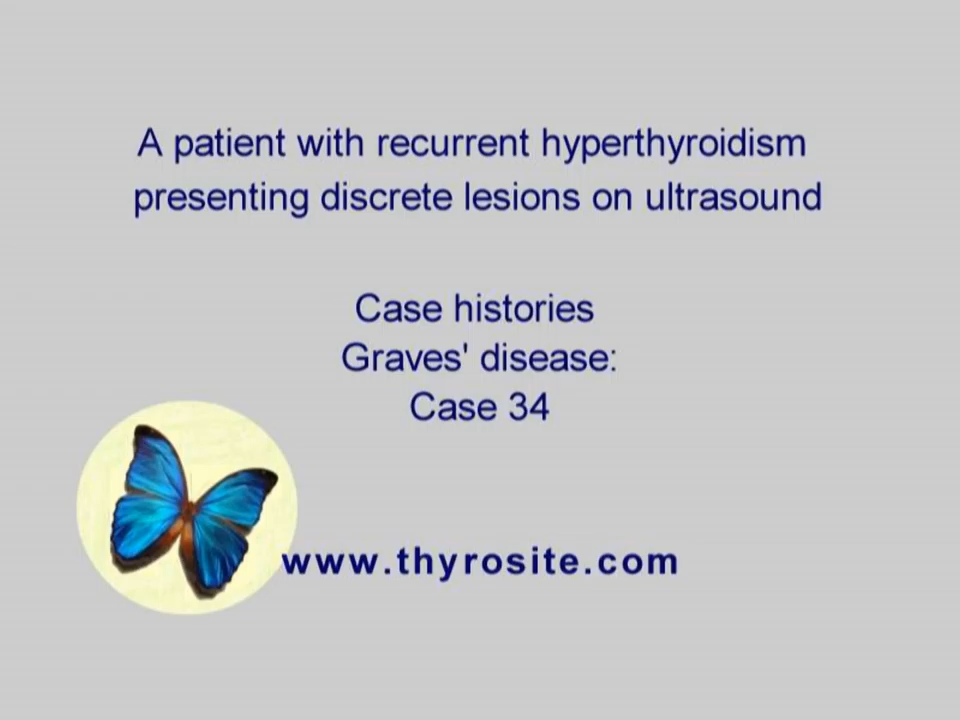 A patient with recurrent hyperthyroidism
presenting discrete lesions on ultrasound
Case histories
Graves' disease:
Case 34
www.thyrosite.com